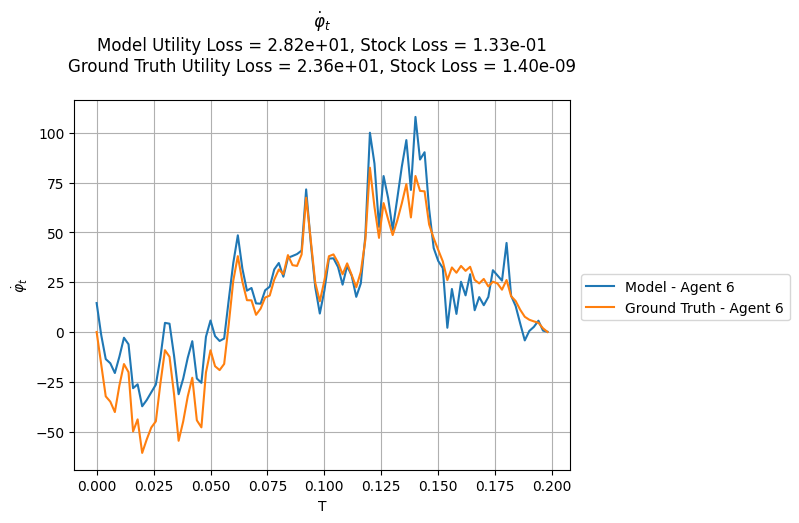 φ̇ₜ
Model Utility Loss = 2.82e+01, Stock Loss = 1.33e-01
Ground Truth Utility Loss = 2.36e+01, Stock Loss = 1.40e-09
φ̇ₜ
100
75
50
25
0
−25
−50
0.000
0.025
0.050
0.075
0.100
0.125
0.150
0.175
0.200
T
Model - Agent 6
Ground Truth - Agent 6